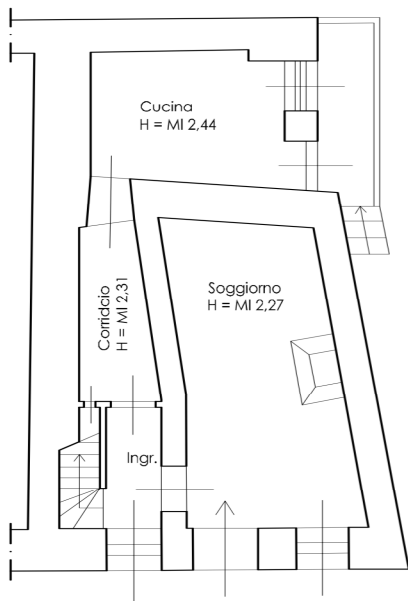 Cucina
H = Ml 2,44
Corridoio
H = Ml 2,31
Soggiorno
H = Ml 2,27
Ingr.